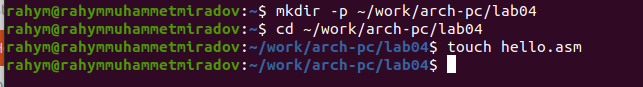 rahym@rahymmuhammetmiradov:~$ mkdir -p ~/work/arch-pc/lab04
rahym@rahymmuhammetmiradov:~$ cd ~/work/arch-pc/lab04
rahym@rahymmuhammetmiradov:~/work/arch-pc/lab04$ touch hello.asm
rahym@rahymmuhammetmiradov:~/work/arch-pc/lab04$